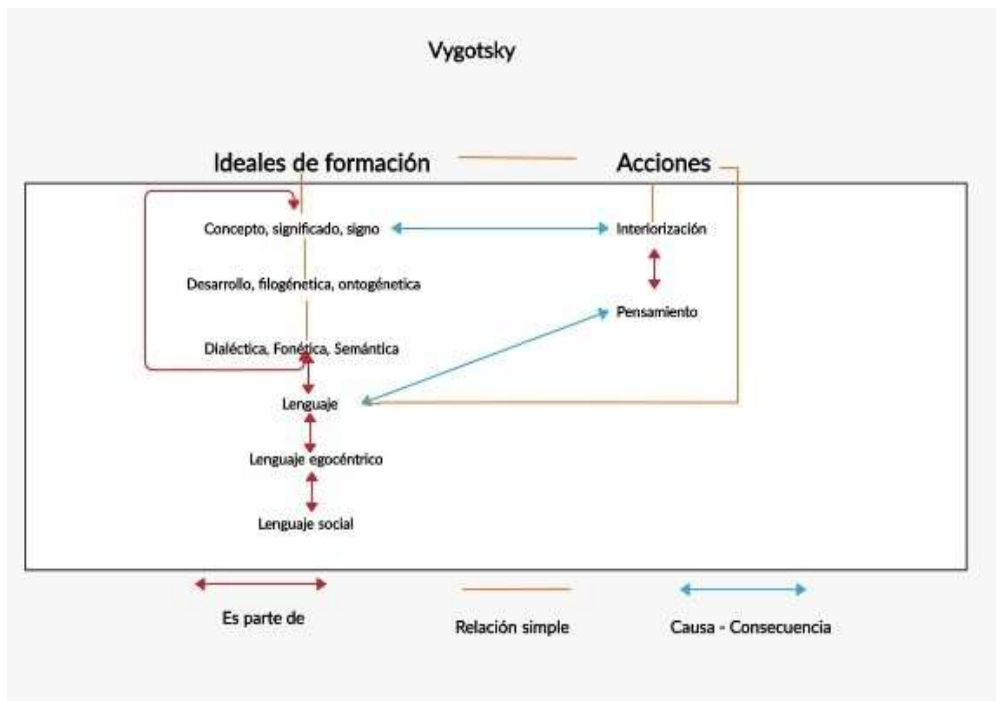 Vygotsky
Ideales de formación
Acciones
Concepto, significado, signo
Interiorización
Desarrollo, filogénetica, ontogénetica
Pensamiento
Dialéctica, Fonética, Semántica
Lenguaje
Lenguaje egocéntrico
Lenguaje social
Es parte de
Relación simple
Causa - Consecuencia